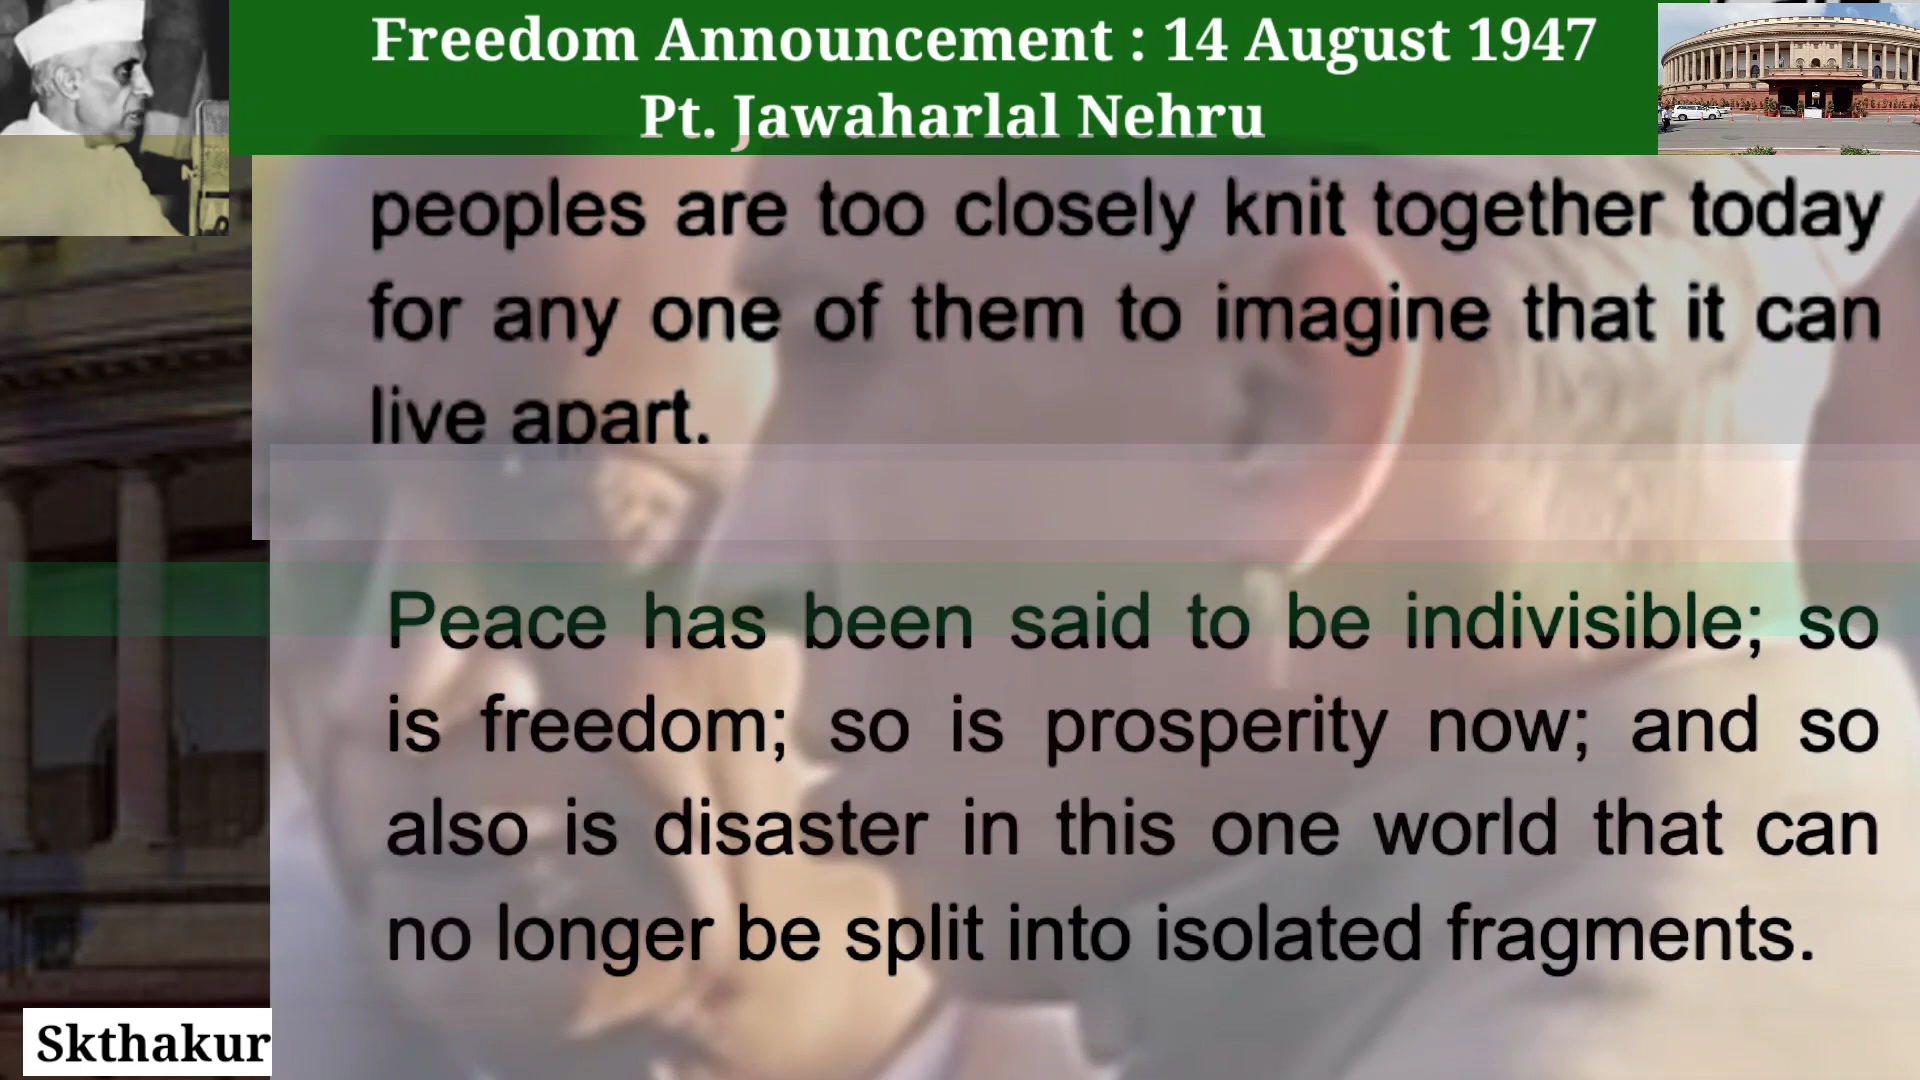 Freedom Announcement : 14 August 1947
Pt. Jawaharlal Nehru
peoples are too closely knit together today
for any one of them to imagine that it can
live apart.
Peace has been said to be indivisible; so
is freedom; so is prosperity now; and so
also is disaster in this one world that can
no longer be split into isolated fragments.
Skthakur